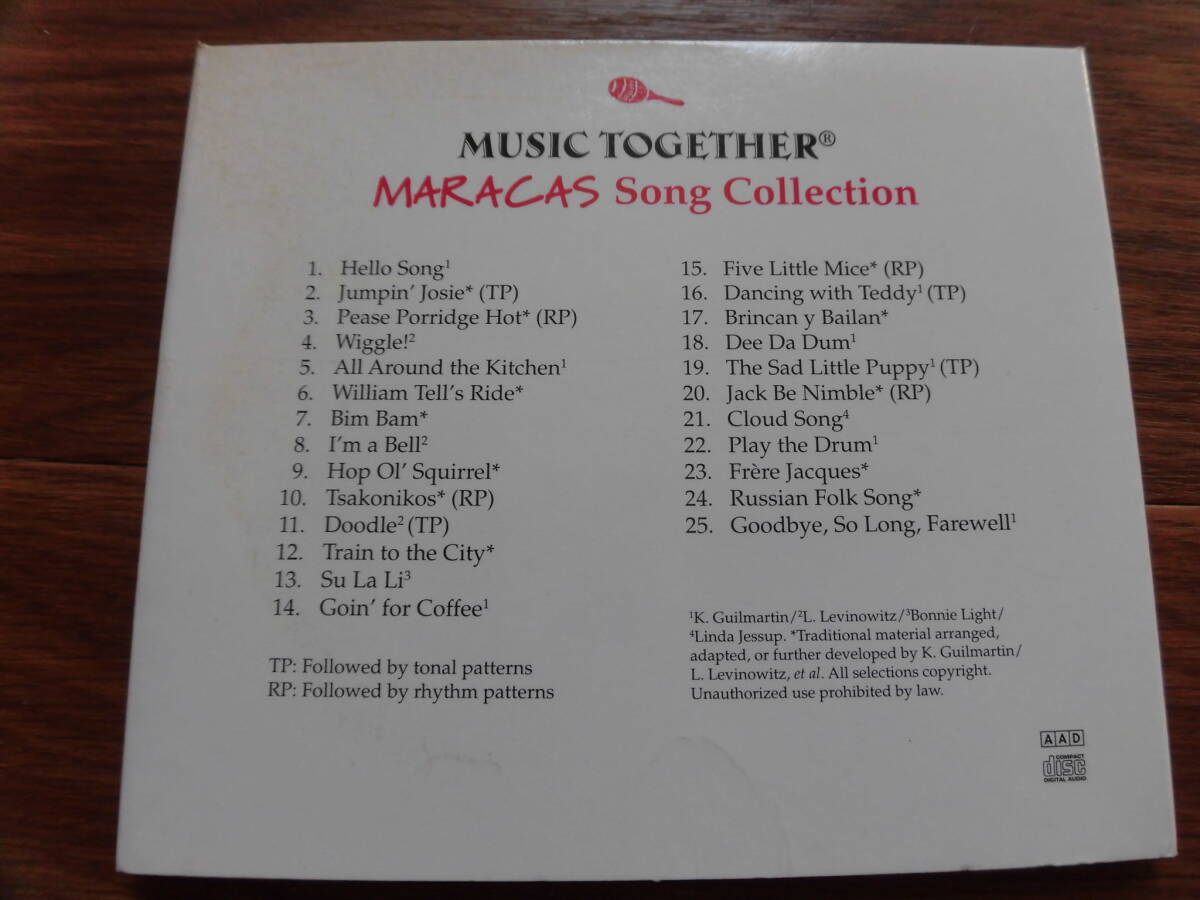 MUSIC TOGETHER®
MARACAS Song Collection
1. Hello Song¹
2. Jumpin' Josie* (TP)
3. Pease Porridge Hot* (RP)
4. Wiggle!²
5. All Around the Kitchen¹
6. William Tell's Ride*
7. Bim Bam*
8. I'm a Bell²
9. Hop Ol' Squirrel*
10. Tsakonikos* (RP)
11. Doodle² (TP)
12. Train to the City*
13. Su La Li³
14. Goin' for Coffee¹
TP: Followed by tonal patterns
RP: Followed by rhythm patterns
15. Five Little Mice* (RP)
16. Dancing with Teddy¹ (TP)
17. Brincan y Bailan*
18. Dee Da Dum¹
19. The Sad Little Puppy¹ (TP)
20. Jack Be Nimble* (RP)
21. Cloud Song⁴
22. Play the Drum¹
23. Frère Jacques*
24. Russian Folk Song*
25. Goodbye, So Long, Farewell¹
¹K. Guilmartin/²L. Levinowitz/³Bonnie Light/
⁴Linda Jessup. *Traditional material arranged,
adapted, or further developed by K. Guilmartin/
L. Levinowitz, et al. All selections copyright.
Unauthorized use prohibited by law.
AAD
COMPACT
disc
DIGITAL AUDIO